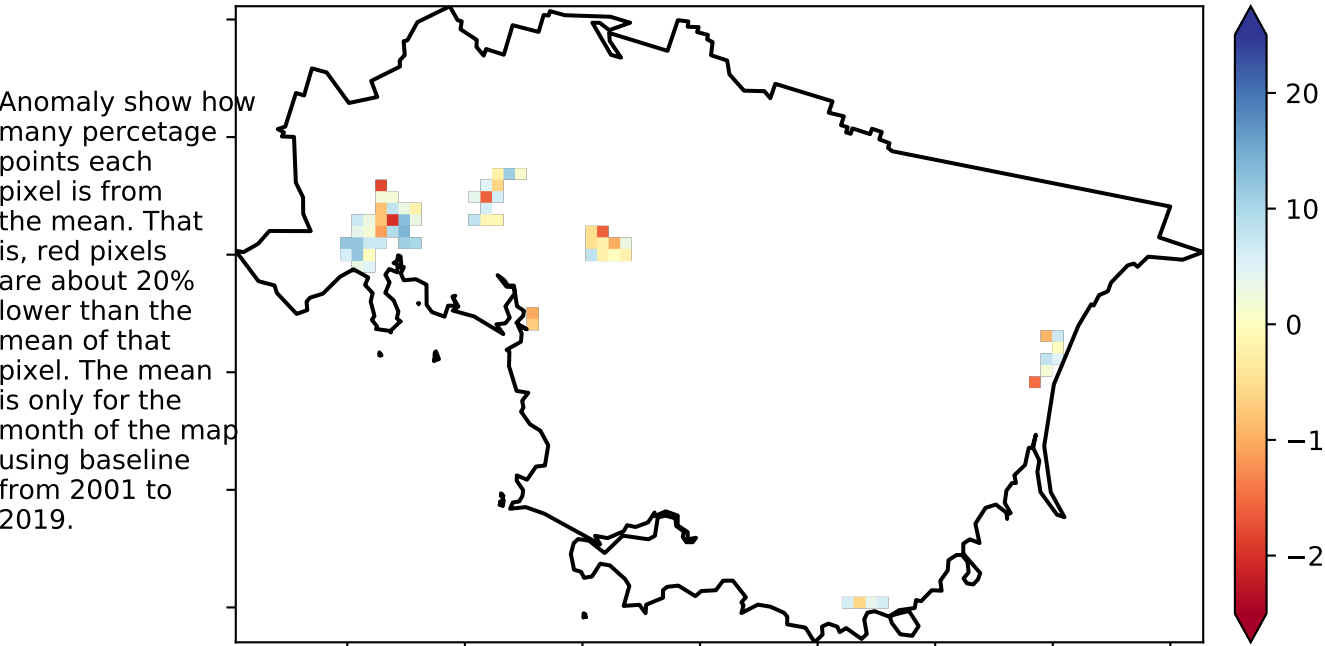 Anomaly show how
many percetage
points each
pixel is from
the mean. That
is, red pixels
are about 20%
lower than the
mean of that
pixel. The mean
is only for the
month of the map
using baseline
from 2001 to
2019.
20
10
0
−1
−2